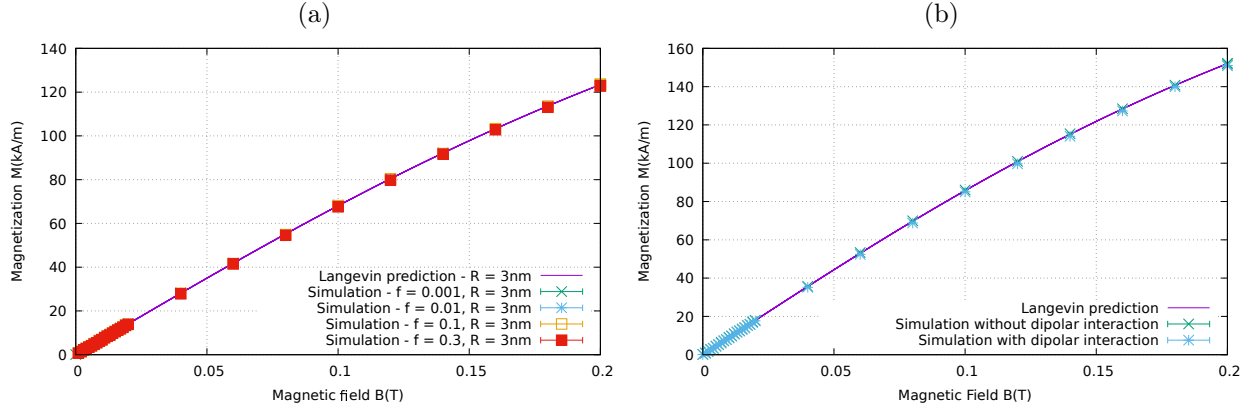 (a)
Magnetization M(kA/m)
140
120
100
80
60
40
20
0
Langevin prediction - R = 3nm
Simulation - f = 0.001, R = 3nm
Simulation - f = 0.01, R = 3nm
Simulation - f = 0.1, R = 3nm
Simulation - f = 0.3, R = 3nm
0 0.05 0.1 0.15 0.2
Magnetic field B(T)
(b)
Magnetization M(kA/m)
160
140
120
100
80
60
40
20
0
Langevin prediction
Simulation without dipolar interaction
Simulation with dipolar interaction
0 0.05 0.1 0.15 0.2
Magnetic Field B(T)